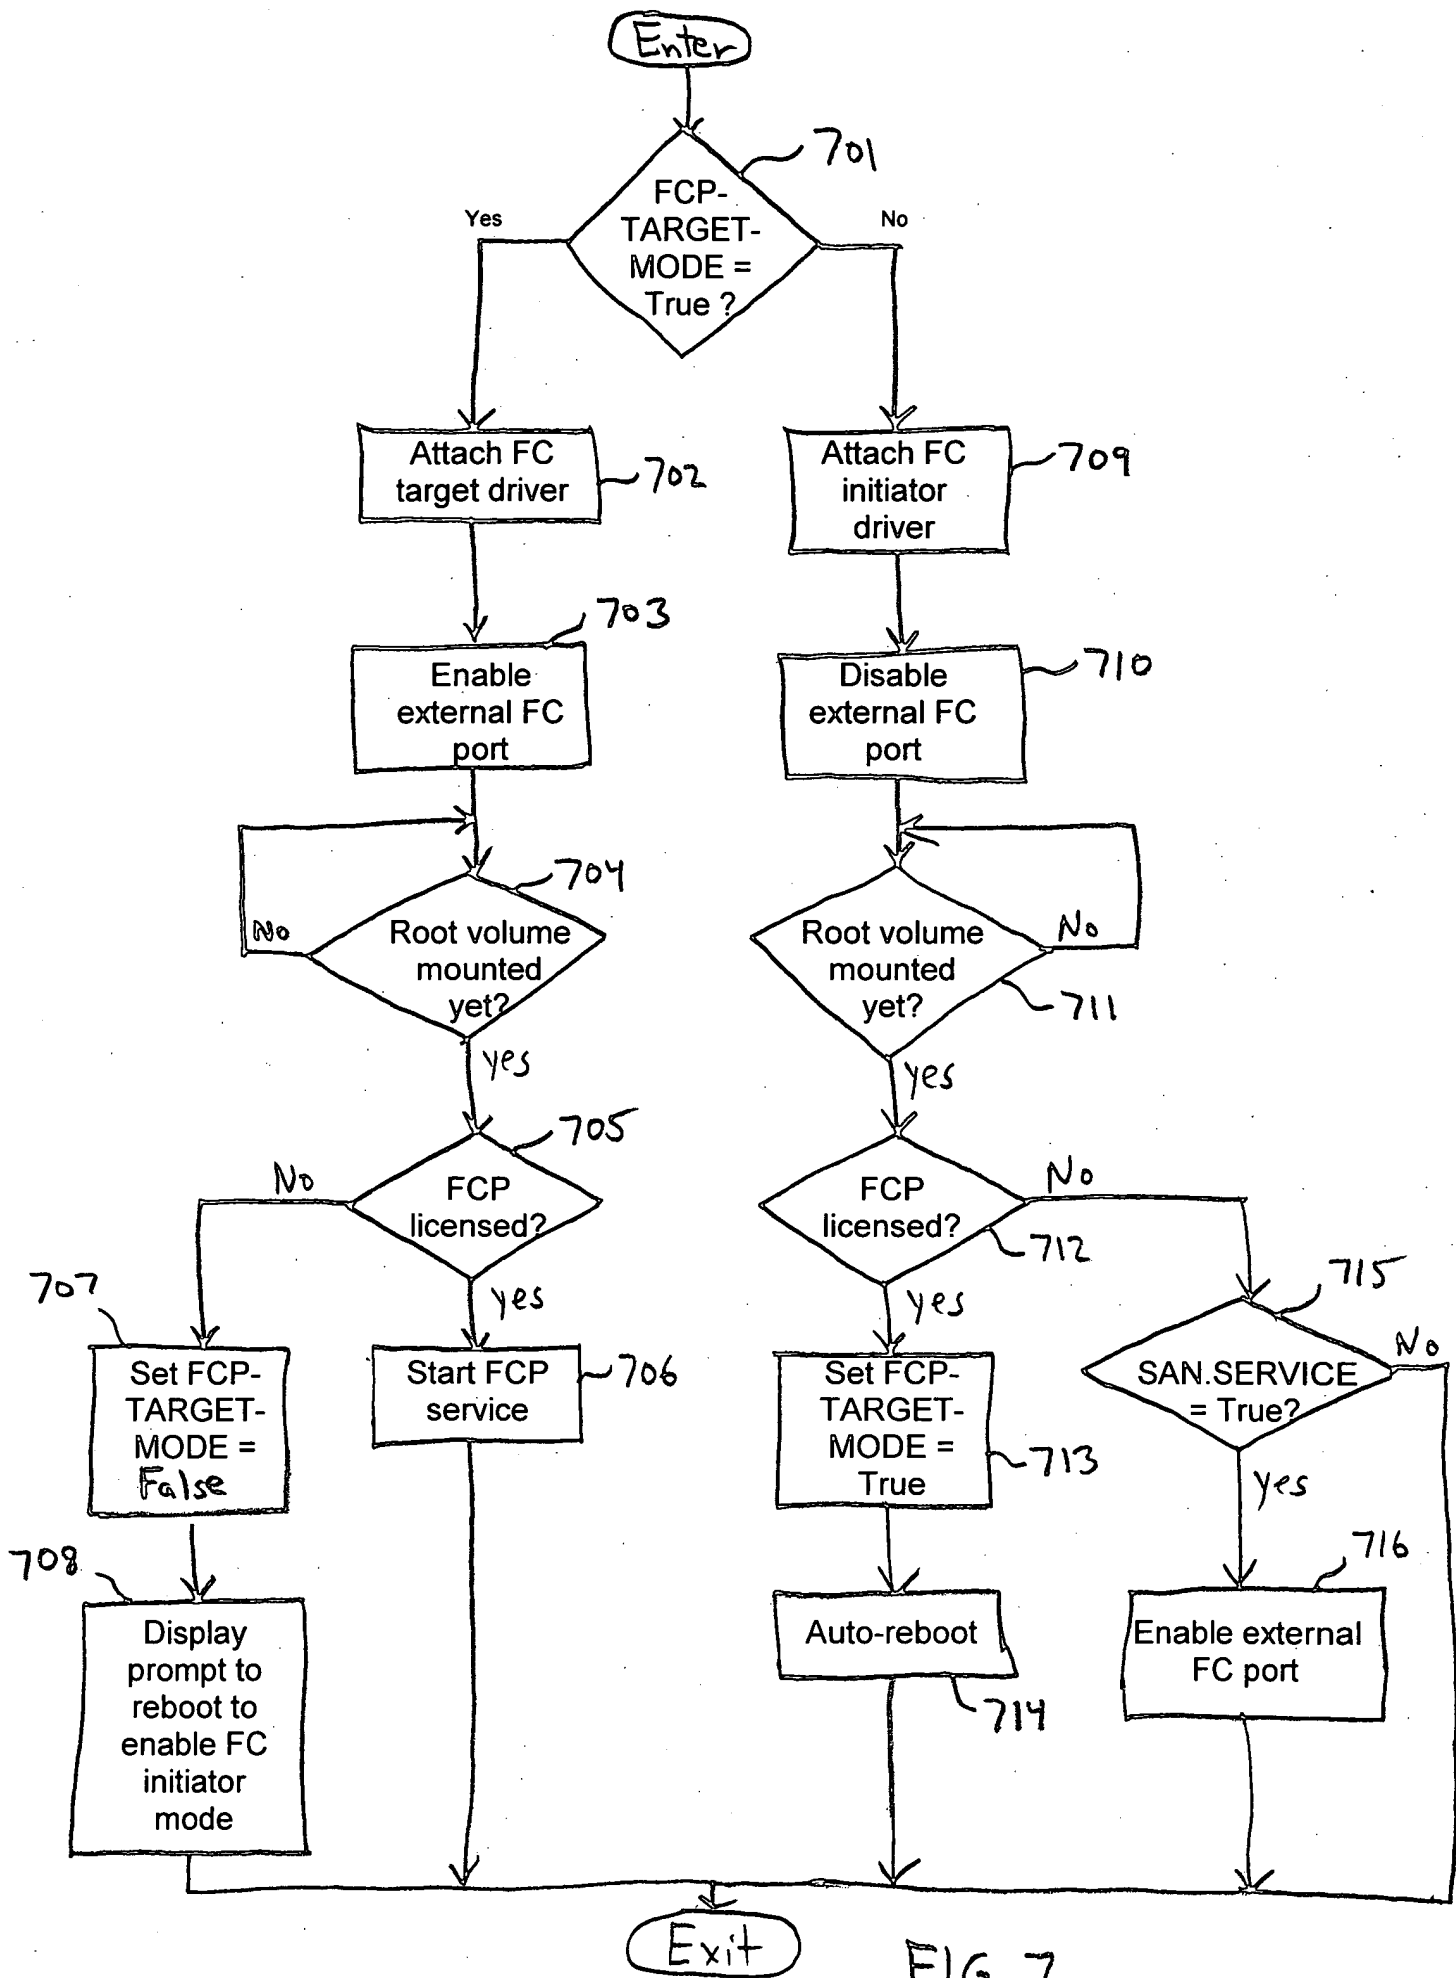 Enter
701
FCP-
TARGET-
MODE =
True ?
Yes
No
Attach FC
target driver
702
Attach FC
initiator
driver
709
703
Enable
external FC
port
Disable
external FC
port
710
704
Root volume
mounted
yet?
No
yes
Root volume
mounted
yet?
No
711
yes
705
FCP
licensed?
No
yes
FCP
licensed?
No
712
yes
707
Set FCP-
TARGET-
MODE =
False
Start FCP
service
706
Set FCP-
TARGET-
MODE =
True
713
715
SAN.SERVICE
= True?
No
yes
708
Display
prompt to
reboot to
enable FC
initiator
mode
Auto-reboot
714
716
Enable external
FC port
Exit
FIG. 7